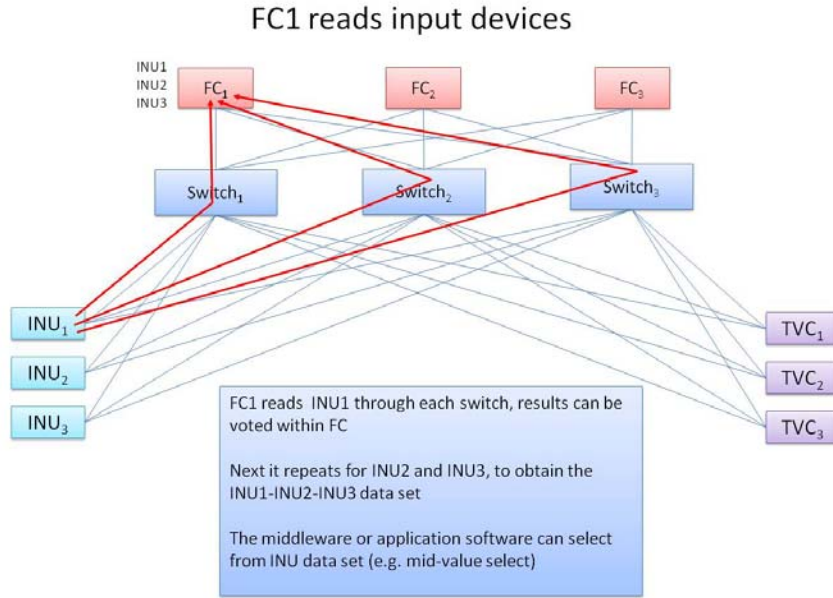 FC1 reads input devices
INU1
INU2
INU3
FC₁
FC₂
FC₃
Switch₁
Switch₂
Switch₃
INU₁
INU₂
INU₃
TVC₁
TVC₂
TVC₃
FC1 reads INU1 through each switch, results can be
voted within FC
Next it repeats for INU2 and INU3, to obtain the
INU1-INU2-INU3 data set
The middleware or application software can select
from INU data set (e.g. mid-value select)